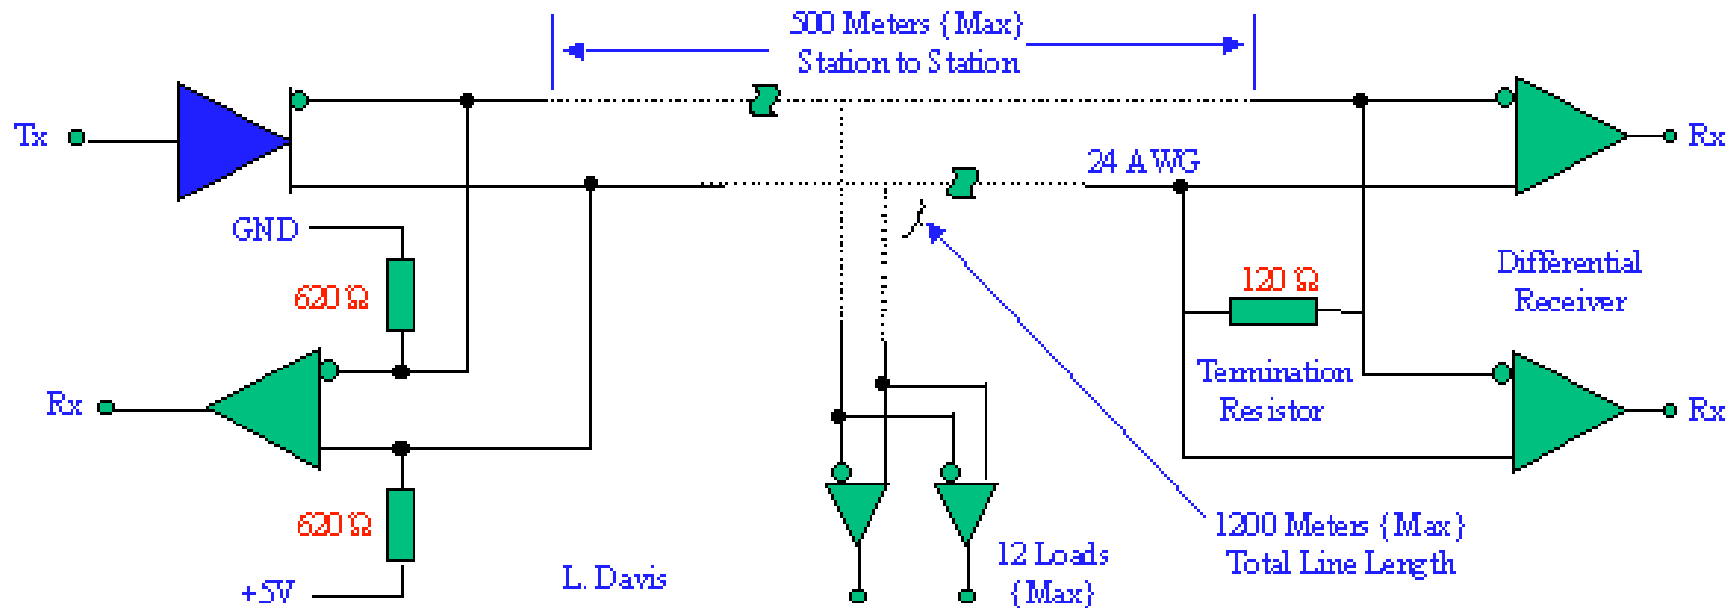 500 Meters {Max}
Station to Station
Tx
Rx
24 AWG
GND
620 Ω
120 Ω
Differential
Receiver
Termination
Resistor
Rx
Rx
620 Ω
+5V
L. Davis
12 Loads
{Max}
1200 Meters {Max}
Total Line Length